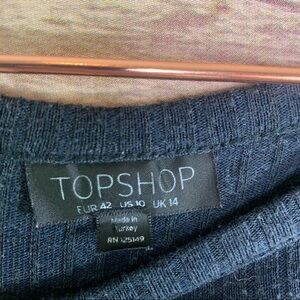 TOPSHOP
EUR 42 US 10 UK 14
Made in
Turkey
RN 125149